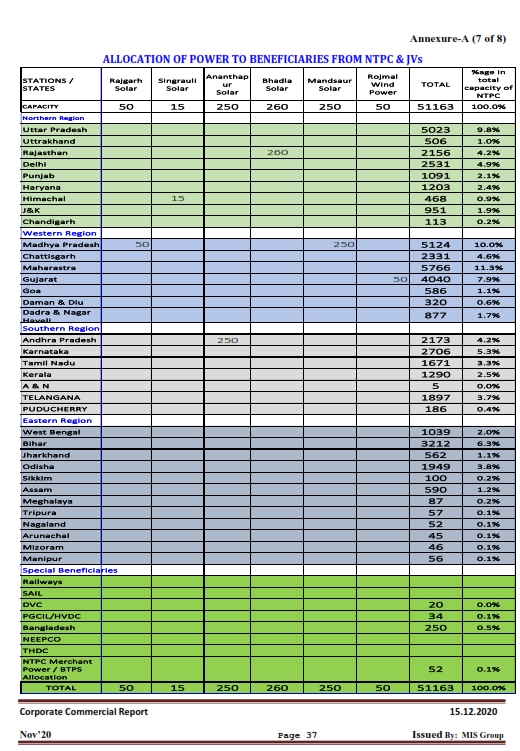 Annexure-A (7 of 8)
ALLOCATION OF POWER TO BENEFICIARIES FROM NTPC & JVs
STATIONS / STATES Rajgarh Solar Singrauli Solar Ananthap ur Solar Bhadla Solar Mandsaur Solar Rojmal Wind Power TOTAL %age in total capacity of NTPC
CAPACITY 50 15 250 260 250 50 51163 100.0%
Northern Region
Uttar Pradesh 5023 9.8%
Uttrakhand 506 1.0%
Rajasthan 260 2156 4.2%
Delhi 2531 4.9%
Punjab 1091 2.1%
Haryana 1203 2.4%
Himachal 15 468 0.9%
J&K 951 1.9%
Chandigarh 113 0.2%
Western Region
Madhya Pradesh 50 250 5124 10.0%
Chattisgarh 2331 4.6%
Maharastra 5766 11.3%
Gujarat 50 4040 7.9%
Goa 586 1.1%
Daman & Diu 320 0.6%
Dadra & Nagar Haveli 877 1.7%
Southern Region
Andhra Pradesh 250 2173 4.2%
Karnataka 2706 5.3%
Tamil Nadu 1671 3.3%
Kerala 1290 2.5%
A & N 5 0.0%
TELANGANA 1897 3.7%
PUDUCHERRY 186 0.4%
Eastern Region
West Bengal 1039 2.0%
Bihar 3212 6.3%
Jharkhand 562 1.1%
Odisha 1949 3.8%
Sikkim 100 0.2%
Assam 590 1.2%
Meghalaya 87 0.2%
Tripura 57 0.1%
Nagaland 52 0.1%
Arunachal 45 0.1%
Mizoram 46 0.1%
Manipur 56 0.1%
Special Beneficiaries
Railways
SAIL
DVC 20 0.0%
PGCIL/HVDC 34 0.1%
Bangladesh 250 0.5%
NEEPCO
THDC
NTPC Merchant Power / BTPS Allocation 52 0.1%
TOTAL 50 15 250 260 250 50 51163 100.0%
Corporate Commercial Report 15.12.2020
Nov'20 Page 37 Issued By: MIS Group